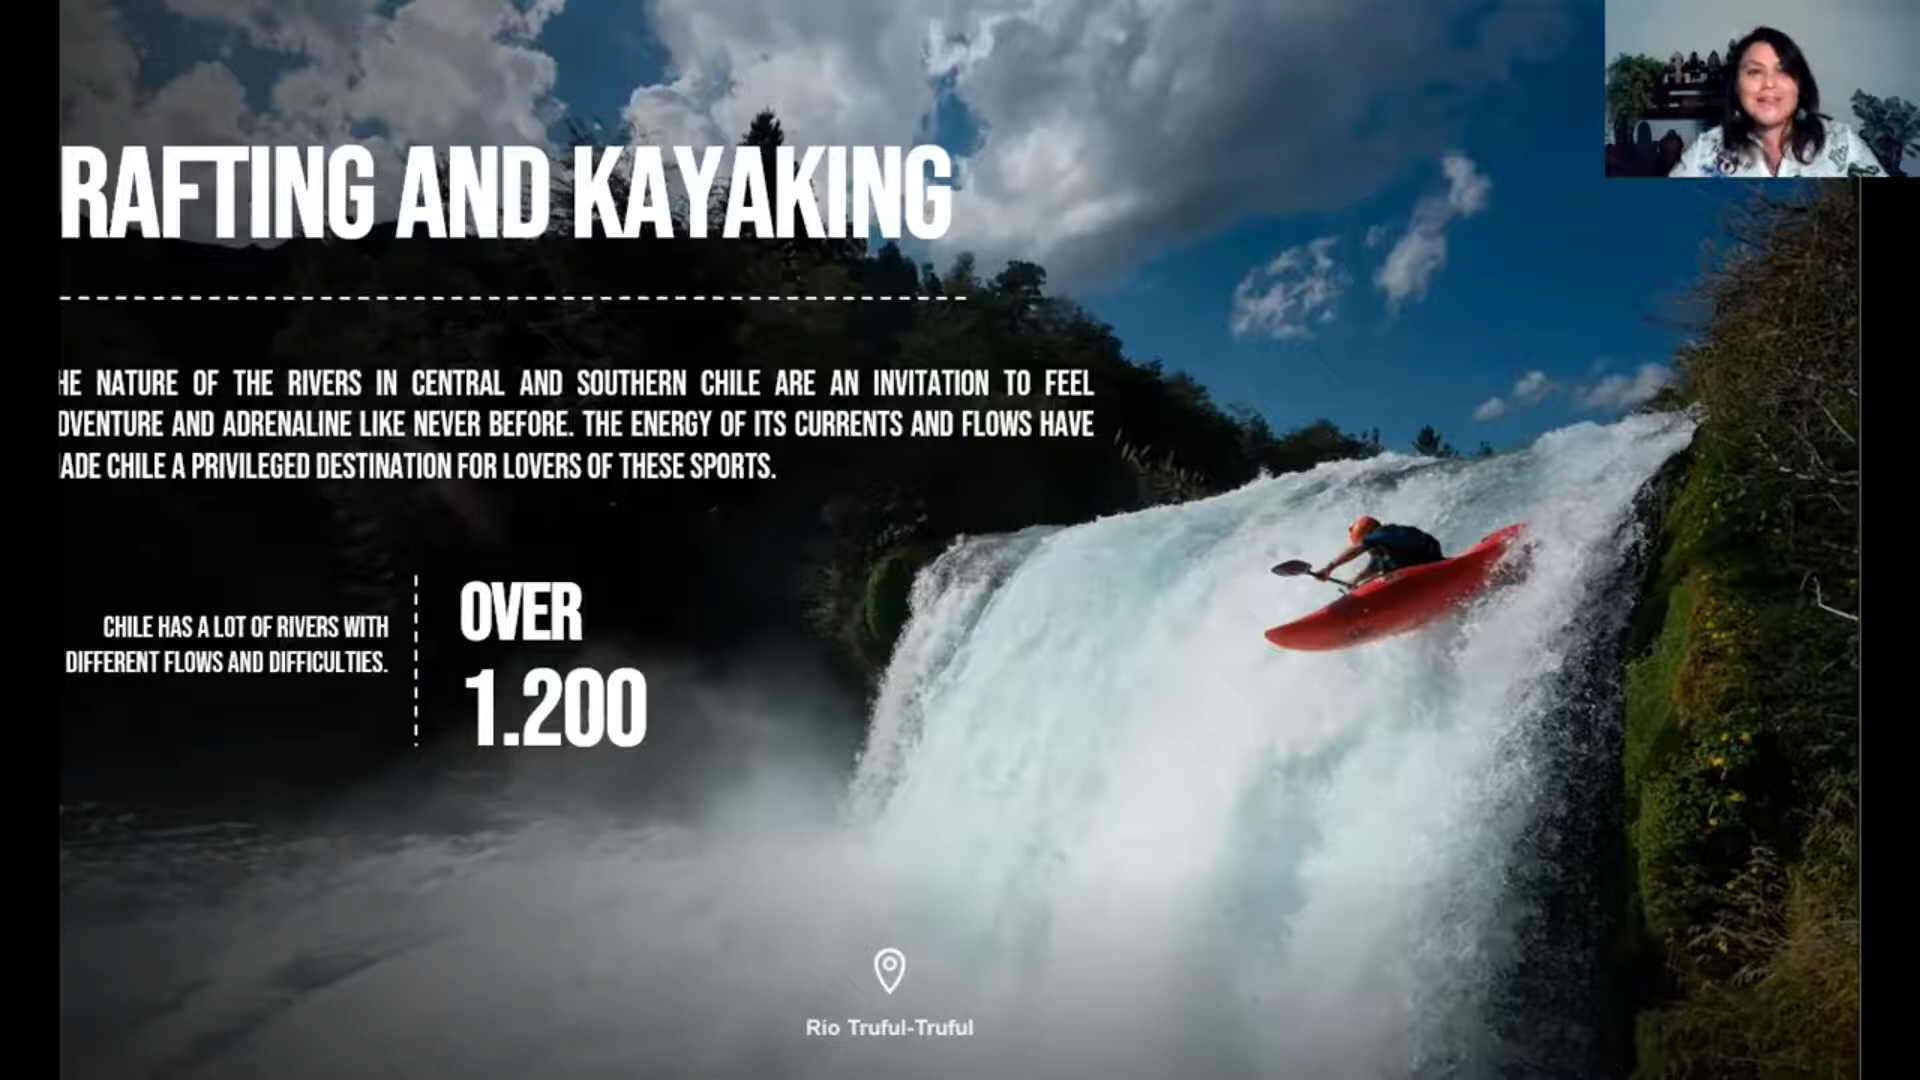 RAFTING AND KAYAKING
HE NATURE OF THE RIVERS IN CENTRAL AND SOUTHERN CHILE ARE AN INVITATION TO FEEL
DVENTURE AND ADRENALINE LIKE NEVER BEFORE. THE ENERGY OF ITS CURRENTS AND FLOWS HAVE
ADE CHILE A PRIVILEGED DESTINATION FOR LOVERS OF THESE SPORTS.
CHILE HAS A LOT OF RIVERS WITH
DIFFERENT FLOWS AND DIFFICULTIES.
OVER
1.200
Río Truful-Truful